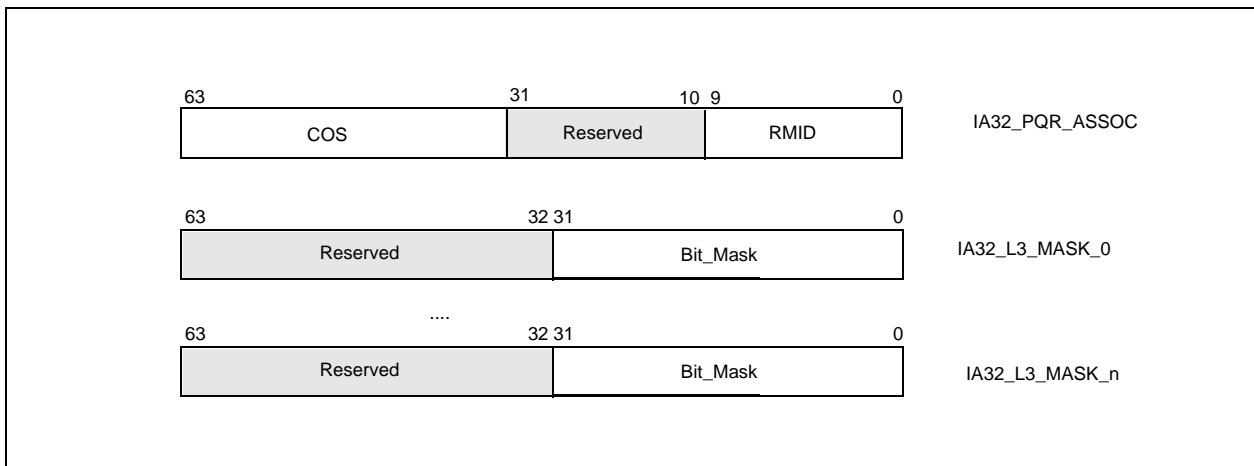 63 31 10 9 0
COS Reserved RMID IA32_PQR_ASSOC
63 32 31 0
Reserved Bit_Mask IA32_L3_MASK_0
....
63 32 31 0
Reserved Bit_Mask IA32_L3_MASK_n